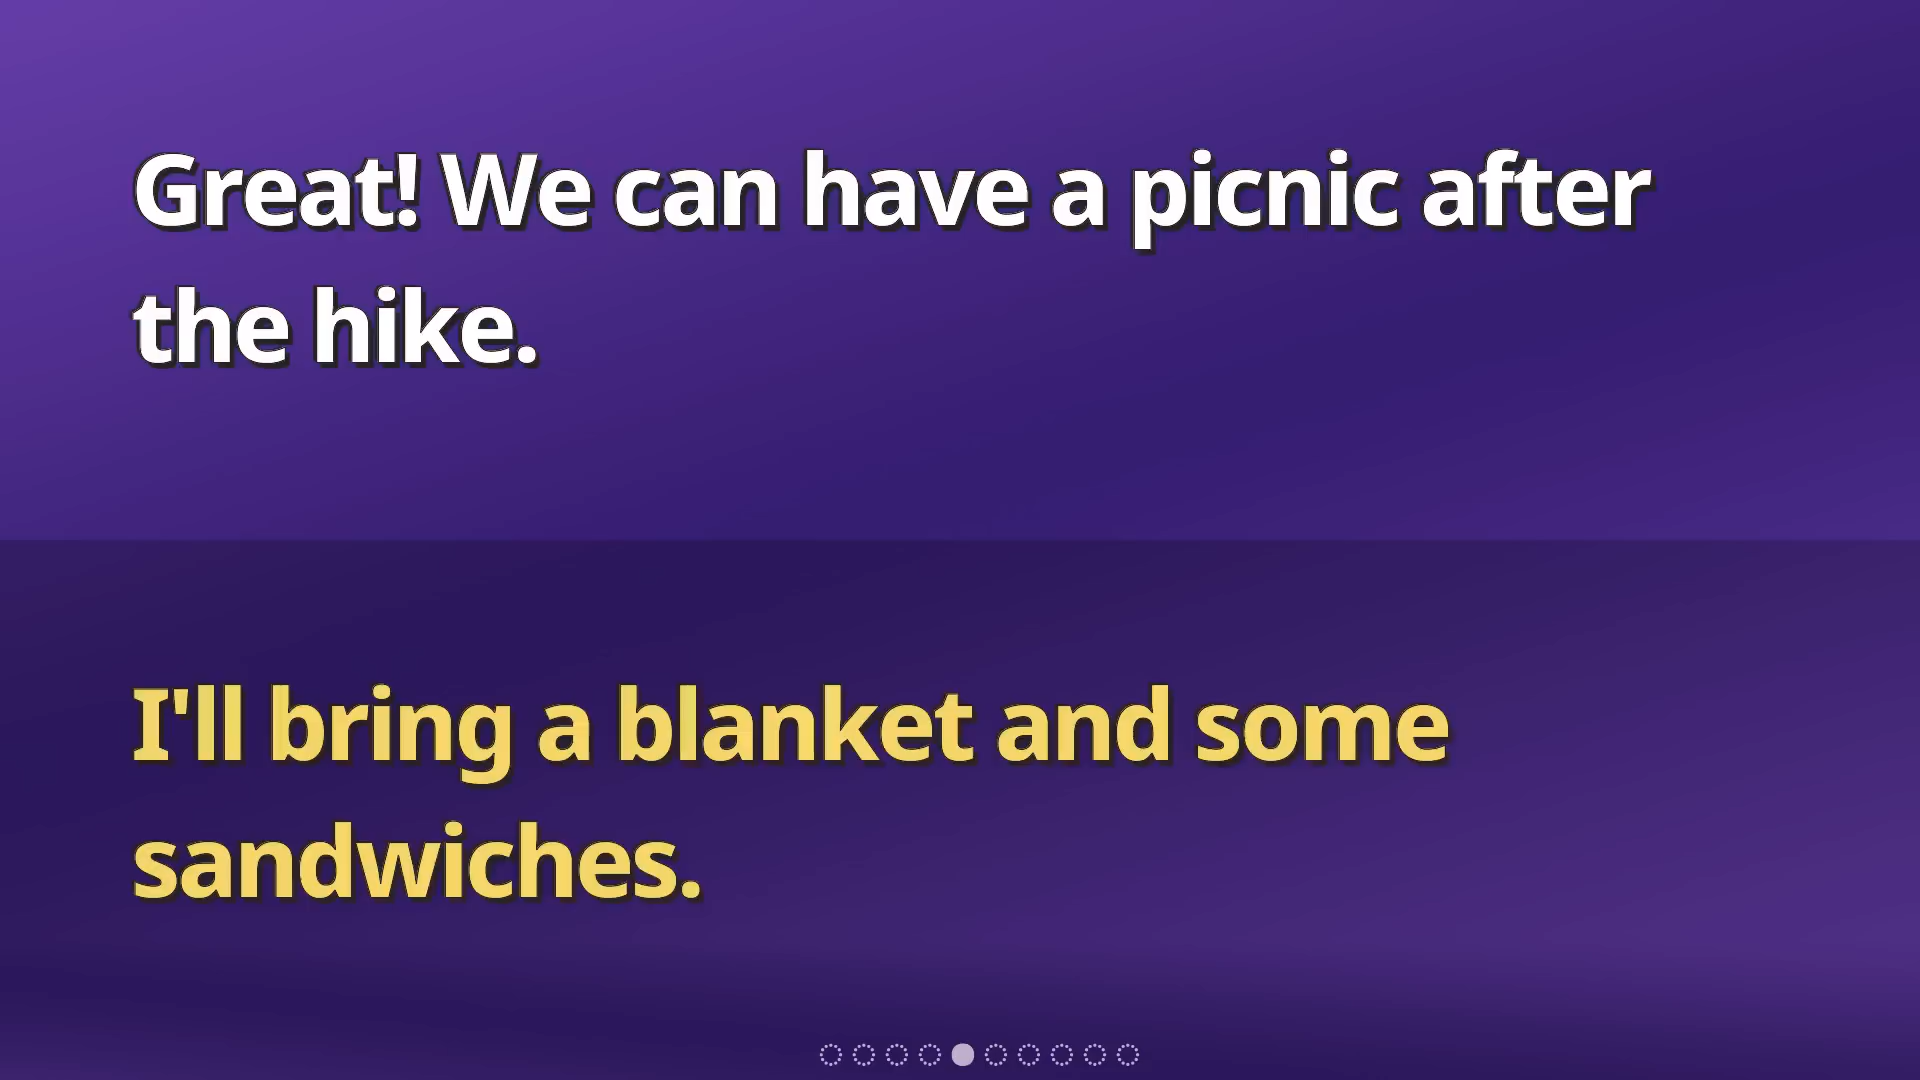 Great! We can have a picnic after
the hike.
I'll bring a blanket and some
sandwiches.